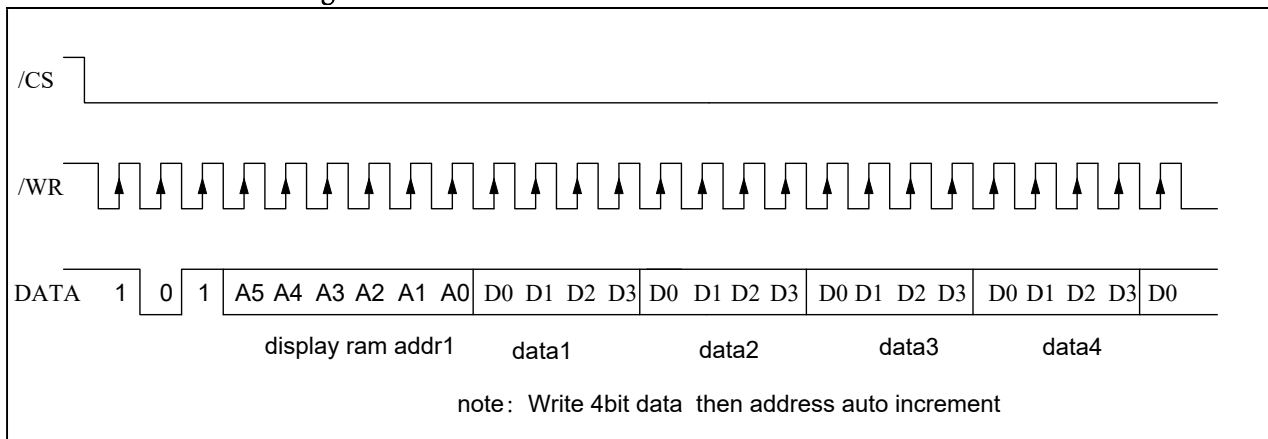 /CS
/WR
DATA 1 0 1 A5 A4 A3 A2 A1 A0 D0 D1 D2 D3 D0 D1 D2 D3 D0 D1 D2 D3 D0 D1 D2 D3 D0
display ram addr1 data1 data2 data3 data4
note: Write 4bit data then address auto increment